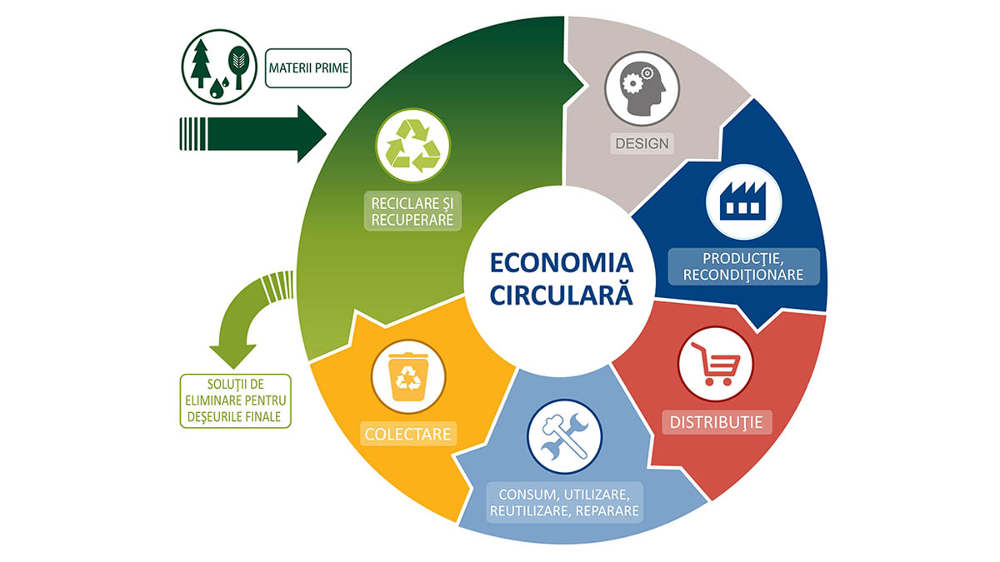 MATERII PRIME
DESIGN
RECICLARE ŞI
RECUPERARE
PRODUCŢIE,
RECONDIŢIONARE
ECONOMIA
CIRCULARĂ
SOLUŢII DE
ELIMINARE PENTRU
DEŞEURILE FINALE
COLECTARE
DISTRIBUŢIE
CONSUM, UTILIZARE,
REUTILIZARE, REPARARE